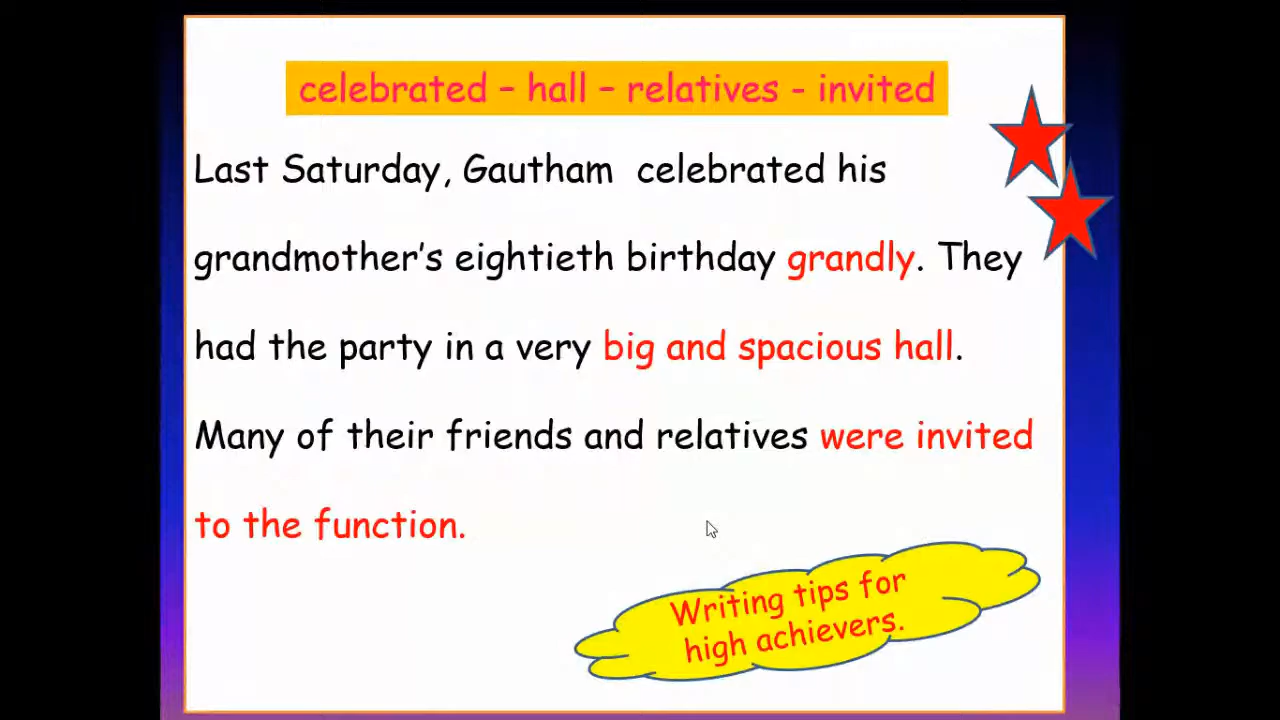 celebrated – hall – relatives - invited
Last Saturday, Gautham celebrated his
grandmother’s eightieth birthday grandly. They
had the party in a very big and spacious hall.
Many of their friends and relatives were invited
to the function.
Writing tips for
high achievers.